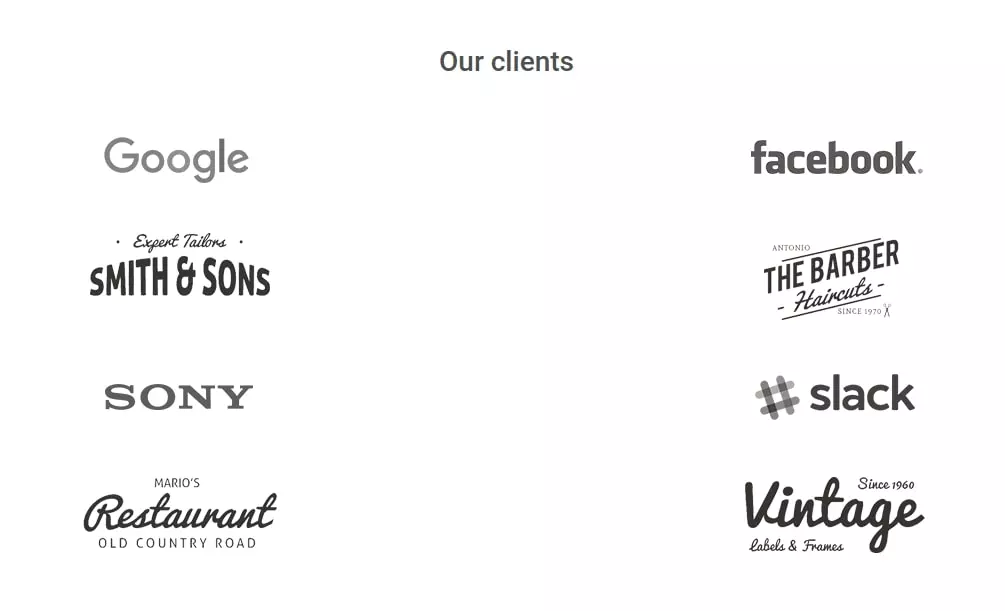 Our clients
Google
facebook.
· Expert Tailors ·
SMITH & SONS
ANTONIO
THE BARBER
- Haircuts -
SINCE 1970
SONY
slack
MARIO'S
Restaurant
OLD COUNTRY ROAD
Since 1960
Vintage
Labels & Frames